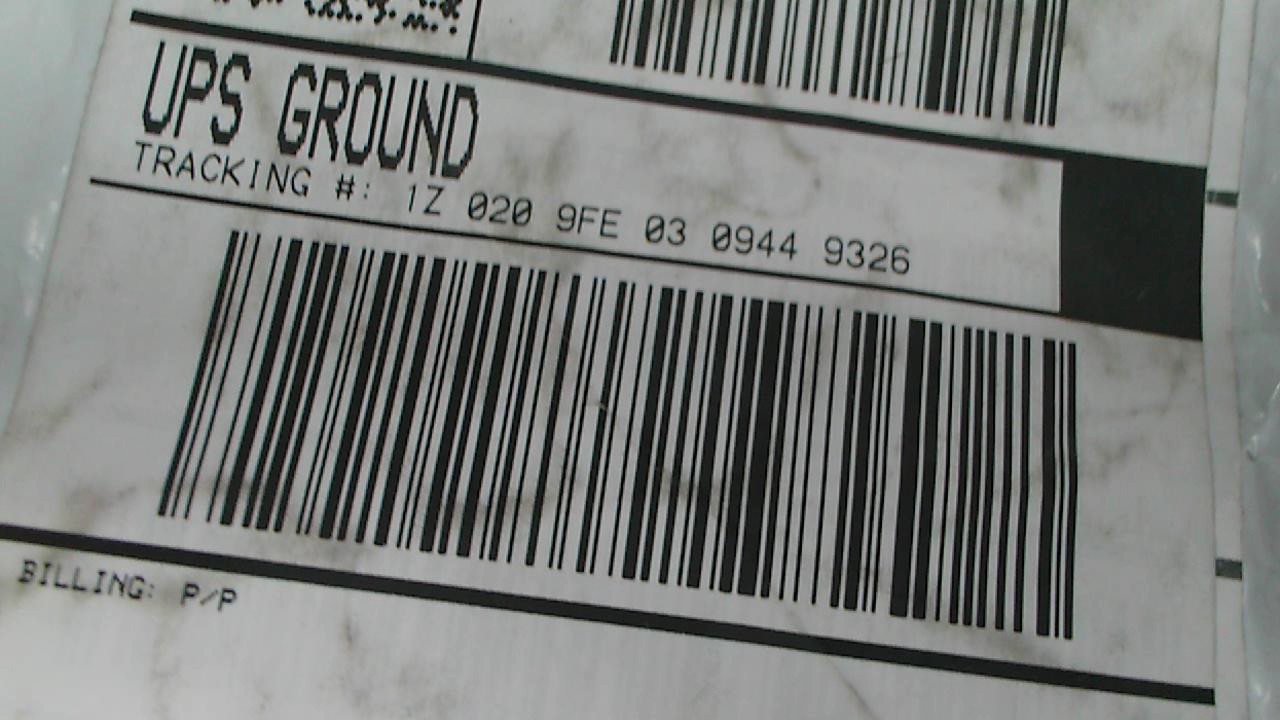 UPS GROUND
TRACKING #: 1Z 020 9FE 03 0944 9326
BILLING: P/P